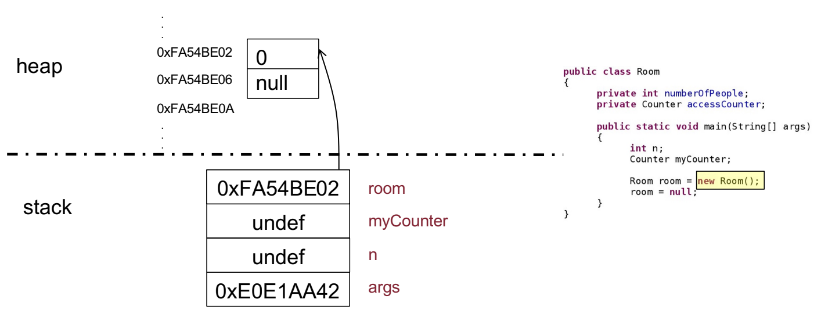 heap
0xFA54BE02
0
0xFA54BE06
null
0xFA54BE0A
stack
0xFA54BE02 room
undef myCounter
undef n
0xE0E1AA42 args
public class Room
{
private int numberOfPeople;
private Counter accessCounter;
public static void main(String[] args)
{
int n;
Counter myCounter;
Room room = new Room();
room = null;
}
}